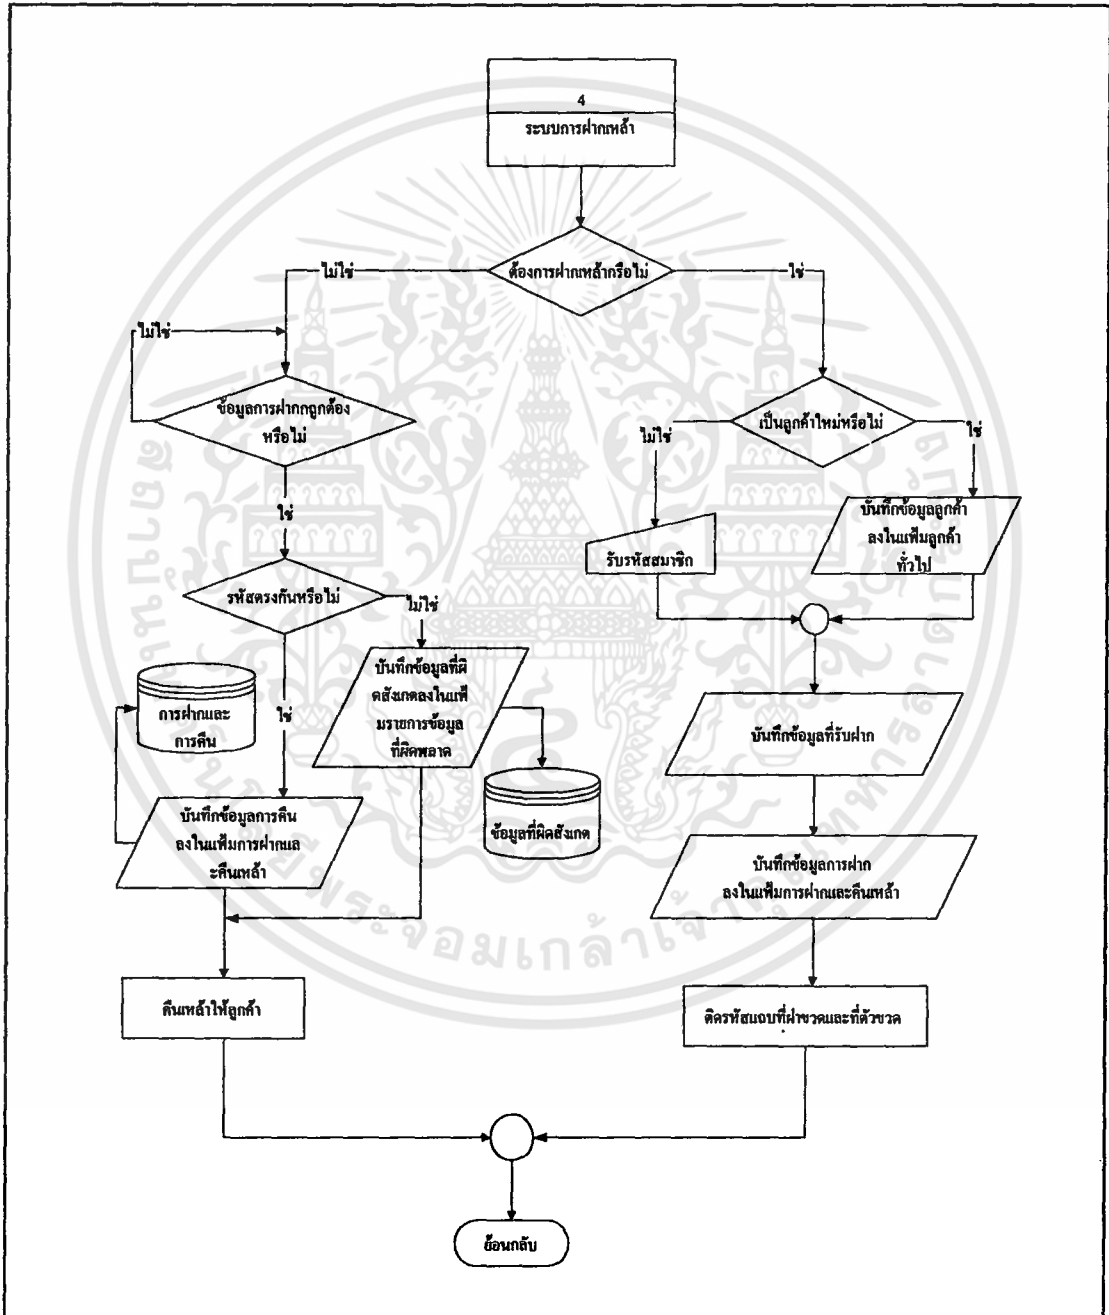 4
ระบบการฝากเหล้า
ต้องการฝากเหล้ากรือไม่
ไม่ใช่
ใช่
ไม่ใช่
ข้อมูลการฝากกถูกต้อง
หรือไม่
เป็นลูกค้าใหม่หรือไม่
ไม่ใช่
ใช่
ใช่
บันทึกข้อมูลลูกค้า
ลงในแฟ้มลูกค้า
ทั่วไป
รับรหัสสมาชิก
รหัสตรงกันหรือไม่
ไม่ใช่
ใช่
บันทึกข้อมูลที่ผิ
ดสังเกตลงในแฟ้
มรายการข้อมูล
ที่ผิดพลาด
การฝากและ
การคืน
บันทึกข้อมูลที่รับฝาก
ข้อมูลที่ผิดสังเกต
บันทึกข้อมูลการคืน
ลงในแฟ้มการฝากแล
ะคืนเหล้า
บันทึกข้อมูลการฝาก
ลงในแฟ้มการฝากและคืนเหล้า
คืนเหล้าให้ลูกค้า
ติดรหัสแถบที่ฝาขวดและที่ตัวขวด
ย้อนกลับ